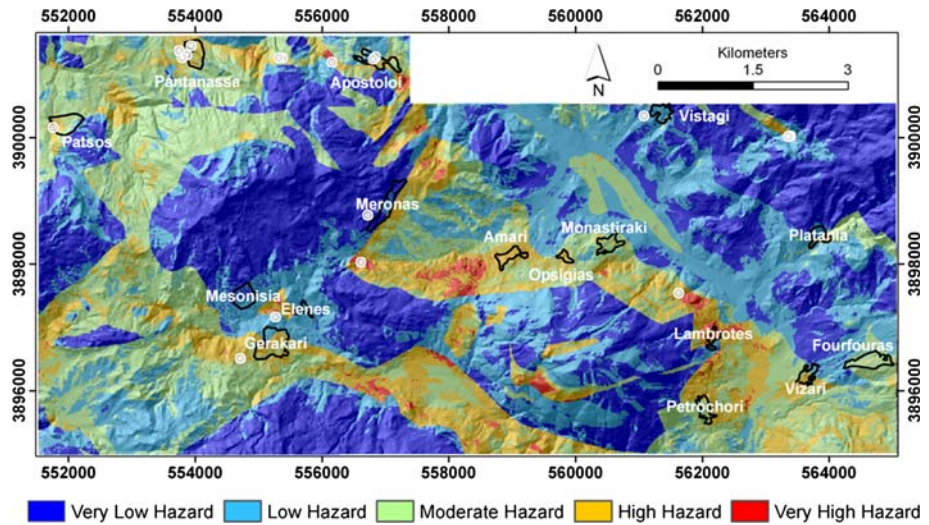 552000 554000 556000 558000 560000 562000 564000
Kilometers
0 1.5 3
N
Pantanassa
Apostoloi
Vistagi
Patsos
3900000
3900000
Meronas
Amari
Monastiraki
Platania
Opsigias
3898000
3898000
Mesonisia
Elenes
Gerakari
Lambrotes
Fourfouras
Vizari
3896000
3896000
Petrochori
552000 554000 556000 558000 560000 562000 564000
Very Low Hazard Low Hazard Moderate Hazard High Hazard Very High Hazard